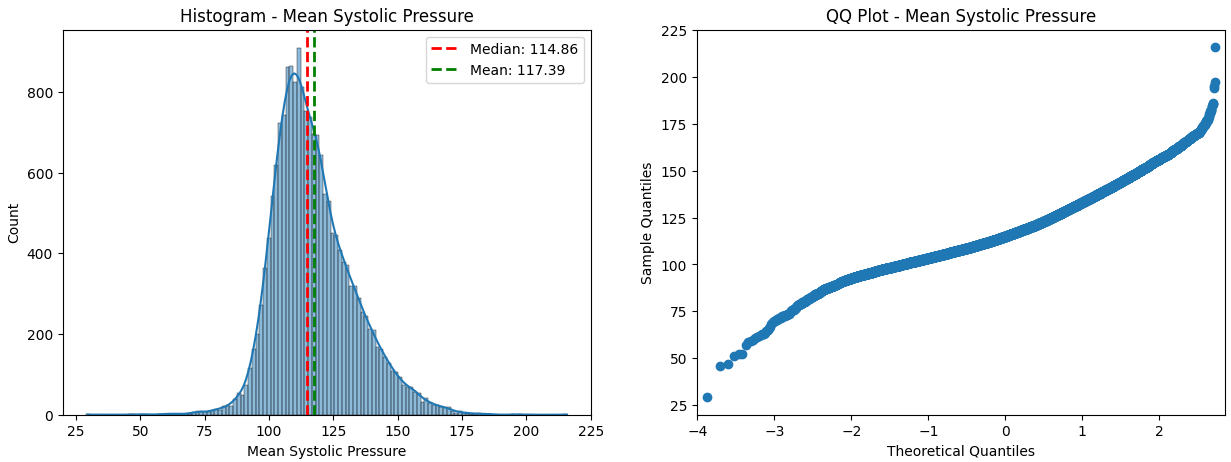 Histogram - Mean Systolic Pressure
Median: 114.86
Mean: 117.39
Count
800
600
400
200
0
25 50 75 100 125 150 175 200 225
Mean Systolic Pressure
QQ Plot - Mean Systolic Pressure
Sample Quantiles
225
200
175
150
125
100
75
50
25
−4 −3 −2 −1 0 1 2
Theoretical Quantiles